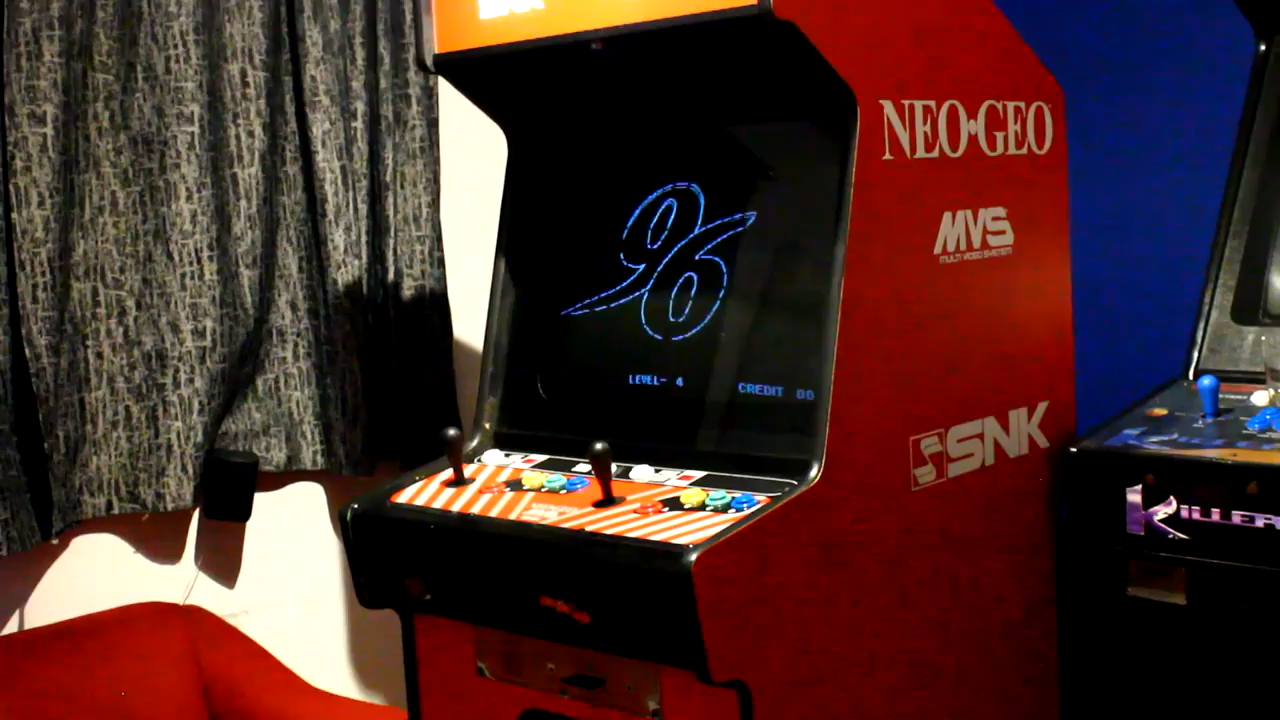 NEO·GEO
MVS
MULTI VIDEO SYSTEM
96
LEVEL- 4
CREDIT 00
SNK
KILLER